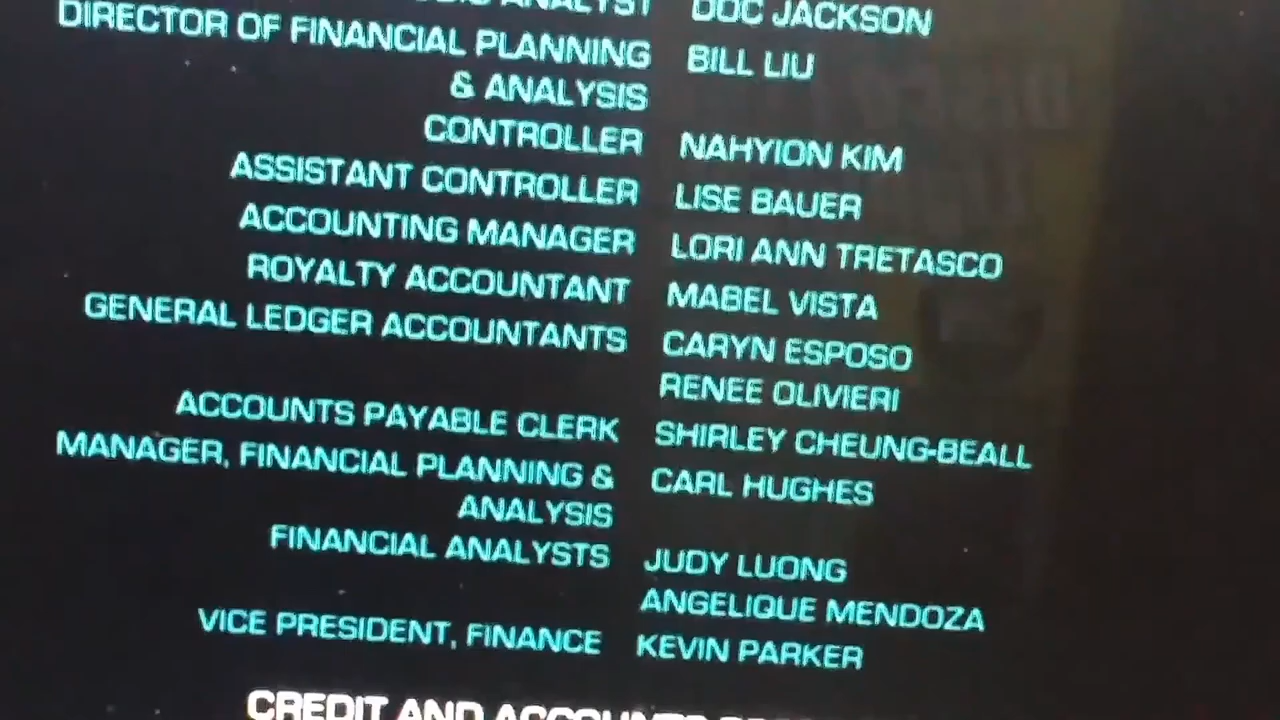 ANALYST DOC JACKSON
DIRECTOR OF FINANCIAL PLANNING BILL LIU
& ANALYSIS
CONTROLLER NAHYION KIM
ASSISTANT CONTROLLER LISE BAUER
ACCOUNTING MANAGER LORI ANN TRETASCO
ROYALTY ACCOUNTANT MABEL VISTA
GENERAL LEDGER ACCOUNTANTS CARYN ESPOSO
RENEE OLIVIERI
ACCOUNTS PAYABLE CLERK SHIRLEY CHEUNG-BEALL
MANAGER, FINANCIAL PLANNING & CARL HUGHES
ANALYSIS
FINANCIAL ANALYSTS JUDY LUONG
ANGELIQUE MENDOZA
VICE PRESIDENT, FINANCE KEVIN PARKER
CREDIT AND